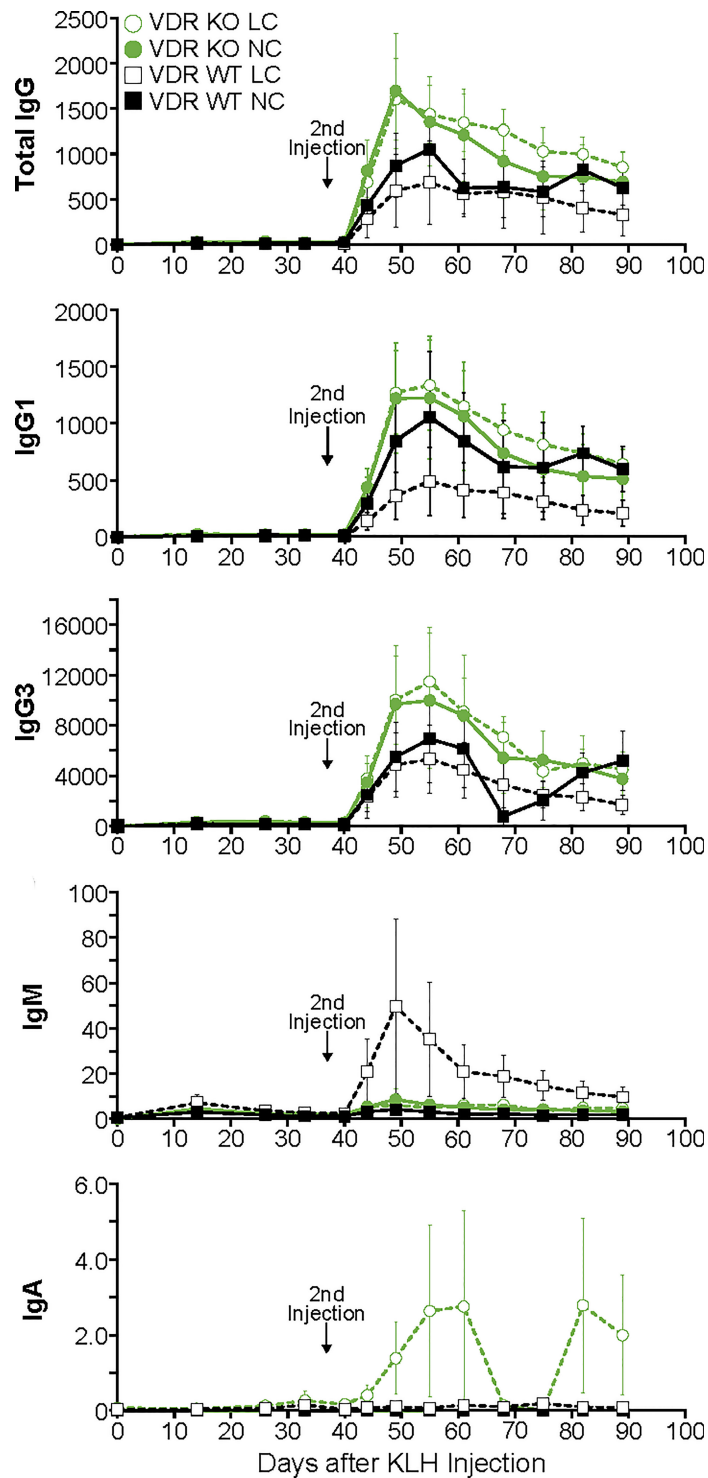 2500
2000
1500
1000
500
0
Total IgG
VDR KO LC
VDR KO NC
VDR WT LC
VDR WT NC
2nd
Injection
0 10 20 30 40 50 60 70 80 90 100
2000
1500
1000
500
0
IgG1
2nd
Injection
0 10 20 30 40 50 60 70 80 90 100
16000
12000
8000
4000
0
IgG3
2nd
Injection
0 10 20 30 40 50 60 70 80 90 100
100
80
60
40
20
0
IgM
2nd
Injection
0 10 20 30 40 50 60 70 80 90 100
6.0
4.0
2.0
0
IgA
2nd
Injection
0 10 20 30 40 50 60 70 80 90 100
Days after KLH Injection